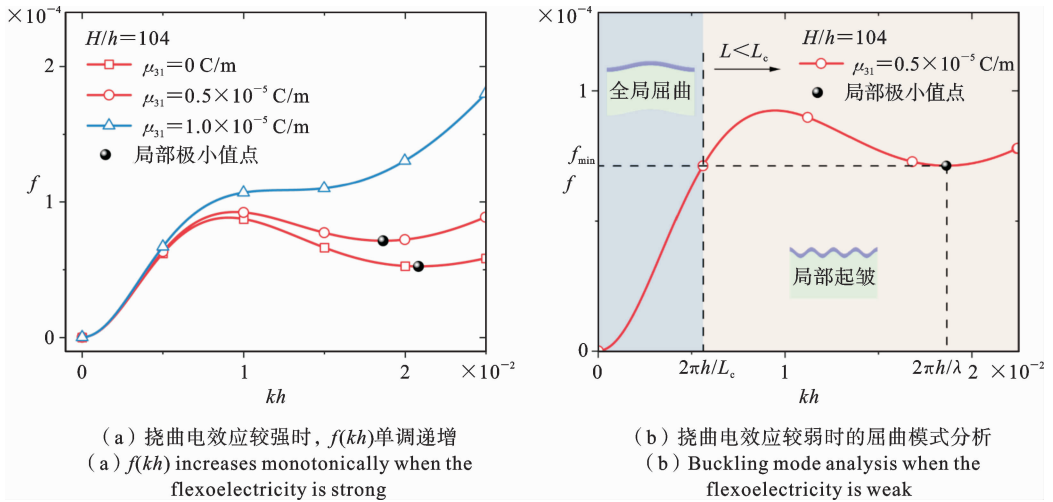 ×10⁻⁴
H/h=104
μ₃₁=0 C/m
μ₃₁=0.5×10⁻⁵ C/m
μ₃₁=1.0×10⁻⁵ C/m
局部极小值点
2
f
1
0
0
1
2
×10⁻²
kh
(a)挠曲电效应较强时，f(kh)单调递增
(a) f(kh) increases monotonically when the
flexoelectricity is strong
×10⁻⁴
全局屈曲
L<Lc
H/h=104
μ₃₁=0.5×10⁻⁵ C/m
局部极小值点
1
fmin
f
局部起皱
0
0
2πh/Lc
1
2πh/λ
2
×10⁻²
kh
(b)挠曲电效应较弱时的屈曲模式分析
(b) Buckling mode analysis when the
flexoelectricity is weak